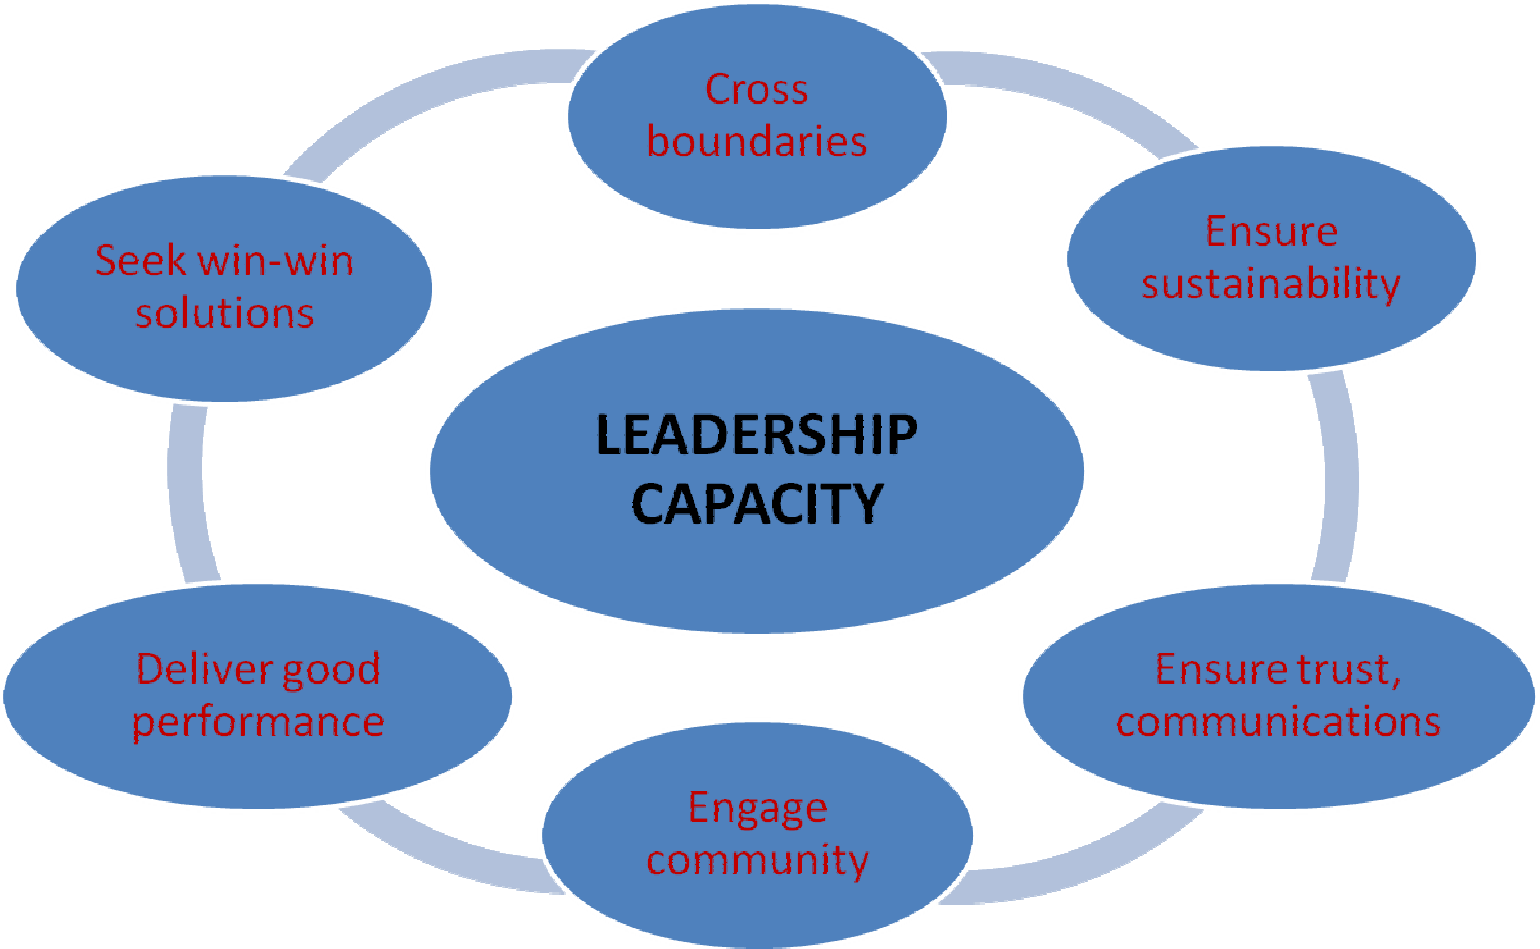 Cross
boundaries
Ensure
sustainability
Ensure trust,
communications
Engage
community
Deliver good
performance
Seek win-win
solutions
LEADERSHIP
CAPACITY